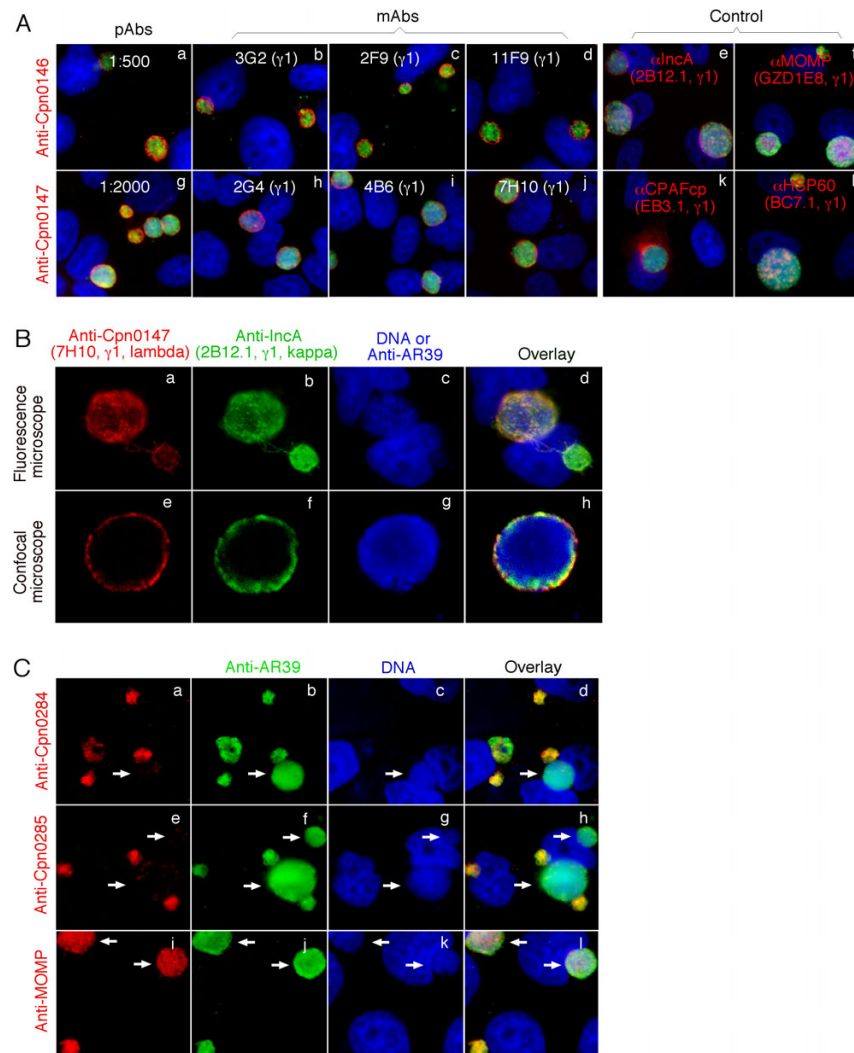 A
pAbs
mAbs
Control
Anti-Cpn0146
a
1:500
b
3G2 (γ1)
c
2F9 (γ1)
d
11F9 (γ1)
e
αIncA
(2B12.1, γ1)
f
αMOMP
(GZD1E8, γ1)
Anti-Cpn0147
g
1:2000
h
2G4 (γ1)
i
4B6 (γ1)
j
7H10 (γ1)
k
αCPAFcp
(EB3.1, γ1)
l
αHSP60
(BC7.1, γ1)
B
Anti-Cpn0147
(7H10, γ1, lambda)
Anti-IncA
(2B12.1, γ1, kappa)
DNA or
Anti-AR39
Overlay
Fluorescence
microscope
a
b
c
d
Confocal
microscope
e
f
g
h
C
Anti-AR39
DNA
Overlay
Anti-Cpn0284
a
b
c
d
Anti-Cpn0285
e
f
g
h
Anti-MOMP
i
j
k
l